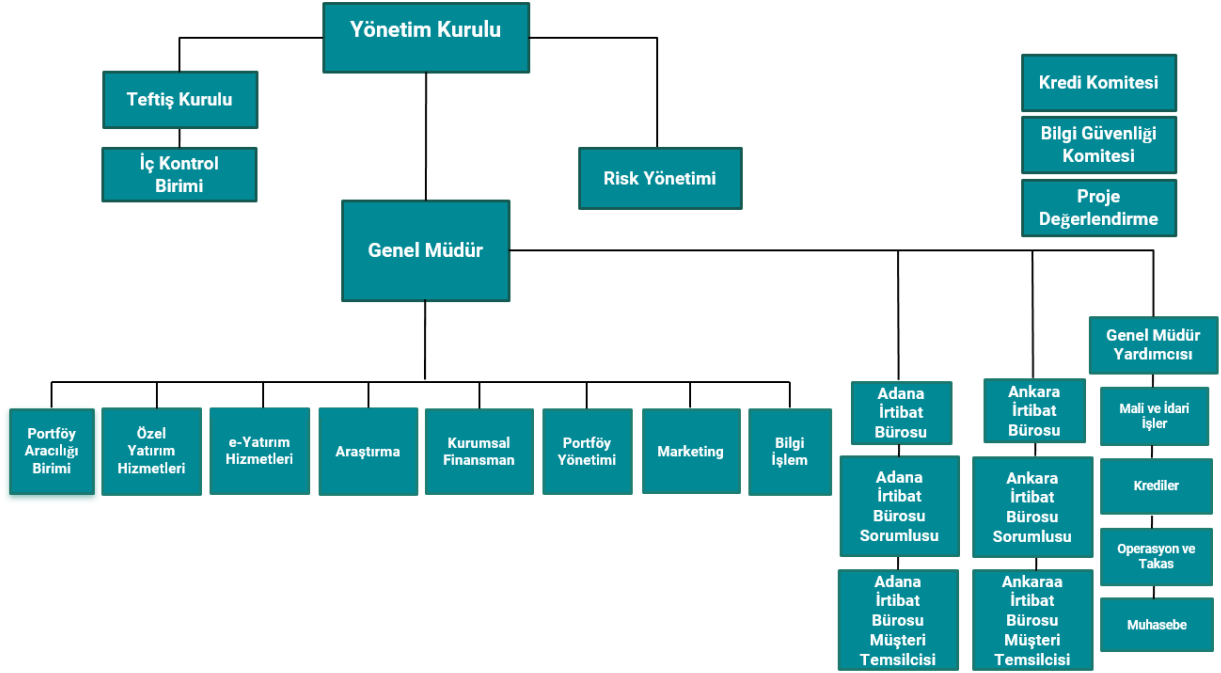 Yönetim Kurulu
Teftiş Kurulu
İç Kontrol
Birimi
Risk Yönetimi
Kredi Komitesi
Bilgi Güvenliği
Komitesi
Proje
Değerlendirme
Genel Müdür
Genel Müdür
Yardımcısı
Portföy
Aracılığı
Birimi
Özel
Yatırım
Hizmetleri
e-Yatırım
Hizmetleri
Araştırma
Kurumsal
Finansman
Portföy
Yönetimi
Marketing
Bilgi
İşlem
Adana
İrtibat
Bürosu
Adana
İrtibat
Bürosu
Sorumlusu
Adana
İrtibat
Bürosu
Müşteri
Temsilcisi
Ankara
İrtibat
Bürosu
Ankara
İrtibat
Bürosu
Sorumlusu
Ankaraa
İrtibat
Bürosu
Müşteri
Temsilcisi
Mali ve İdari
İşler
Krediler
Operasyon ve
Takas
Muhasebe